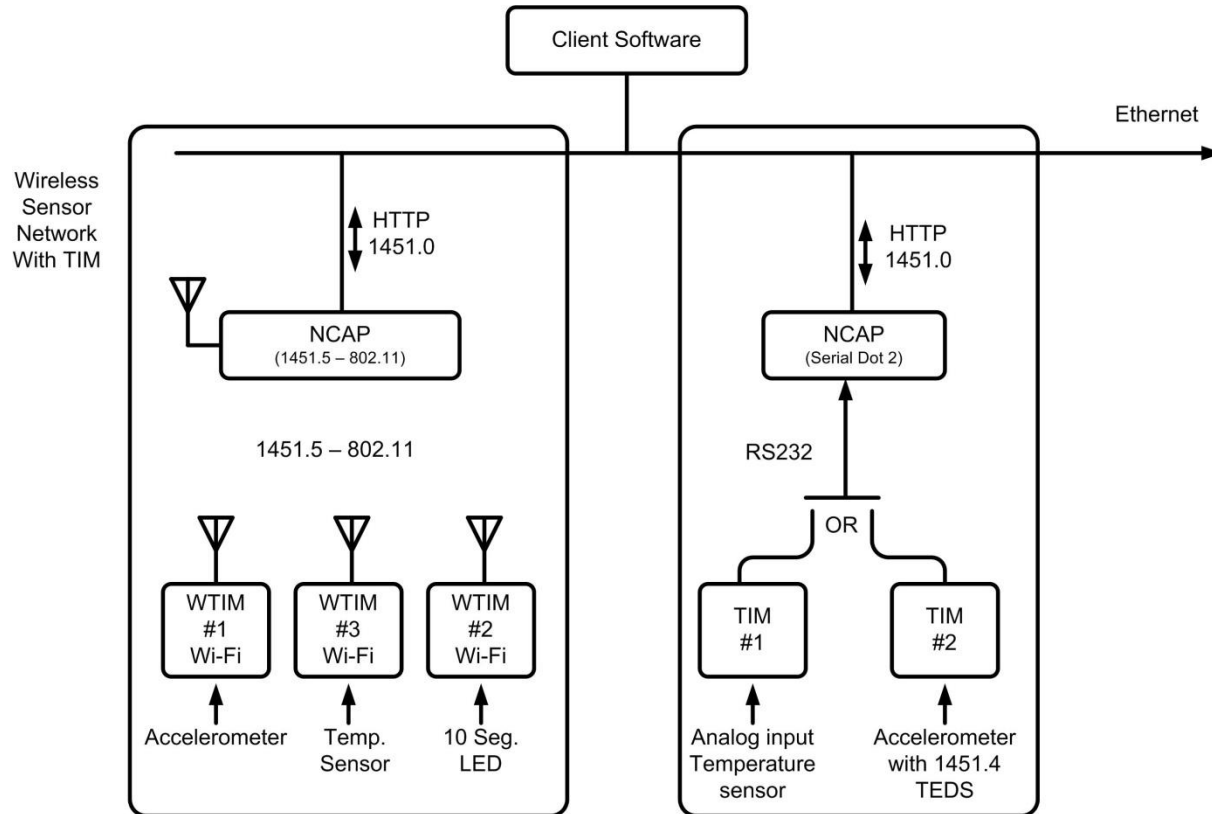 Client Software
Ethernet
Wireless
Sensor
Network
With TIM
HTTP
1451.0
NCAP
(1451.5 – 802.11)
1451.5 – 802.11
WTIM
#1
Wi-Fi
WTIM
#3
Wi-Fi
WTIM
#2
Wi-Fi
Accelerometer
Temp.
Sensor
10 Seg.
LED
HTTP
1451.0
NCAP
(Serial Dot 2)
RS232
OR
TIM
#1
TIM
#2
Analog input
Temperature
sensor
Accelerometer
with 1451.4
TEDS